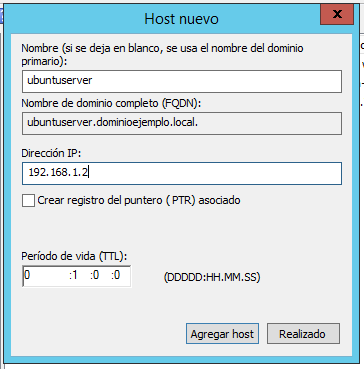 Host nuevo
x
Nombre (si se deja en blanco, se usa el nombre del dominio
primario):
ubuntuserver
Nombre de dominio completo (FQDN):
ubuntuserver.dominioejemplo.local.
Dirección IP:
192.168.1.2
Crear registro del puntero ( PTR) asociado
Período de vida (TTL):
0 :1 :0 :0 (DDDDD:HH.MM.SS)
Agregar host Realizado